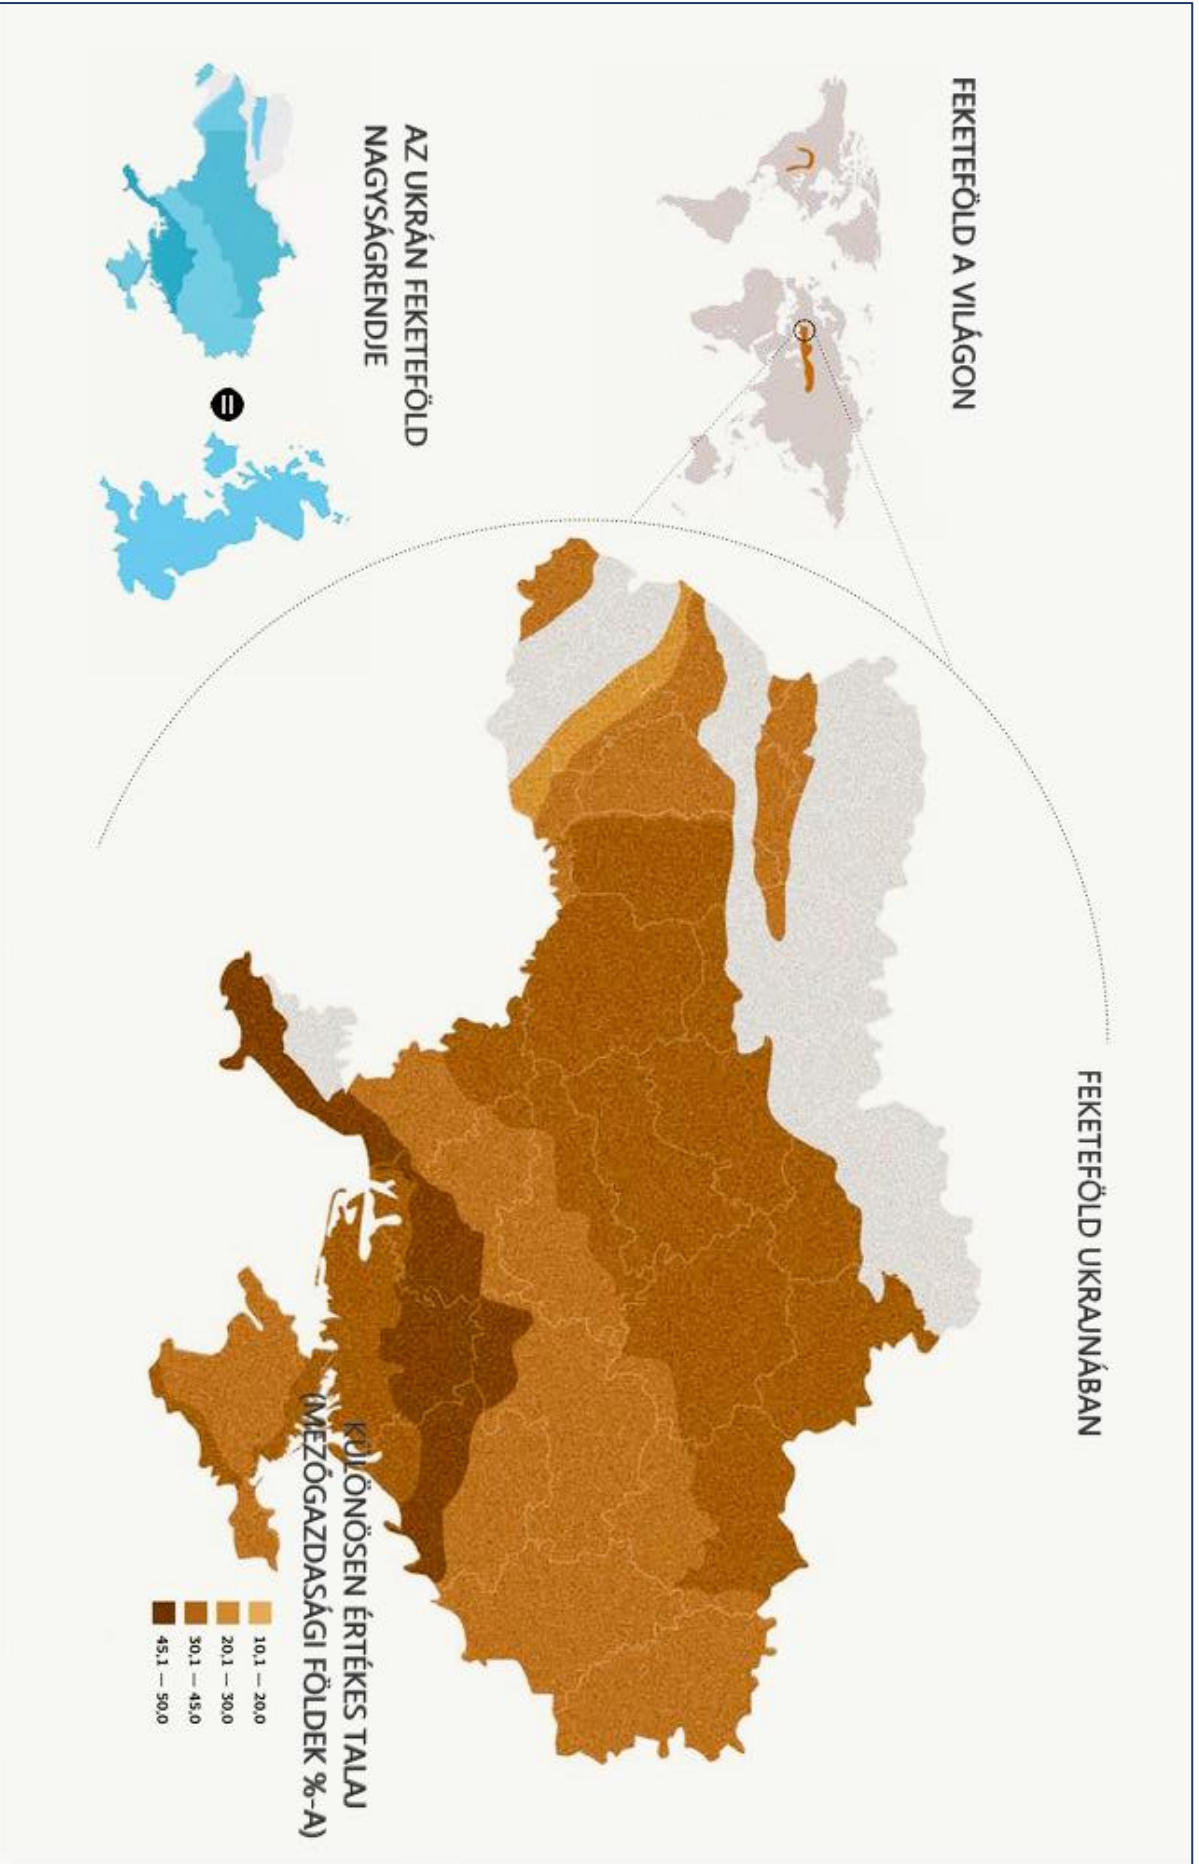 FEKETEFÖLD A VILÁGON
FEKETEFÖLD UKRAJNÁBAN
AZ UKRÁN FEKETEFÖLD
NAGYSÁGRENDJE
=
KÜLÖNÖSEN ÉRTÉKES TALAJ
(MEZŐGAZDASÁGI FÖLDEK %-A)
10,1 — 20,0
20,1 — 30,0
30,1 — 45,0
45,1 — 50,0